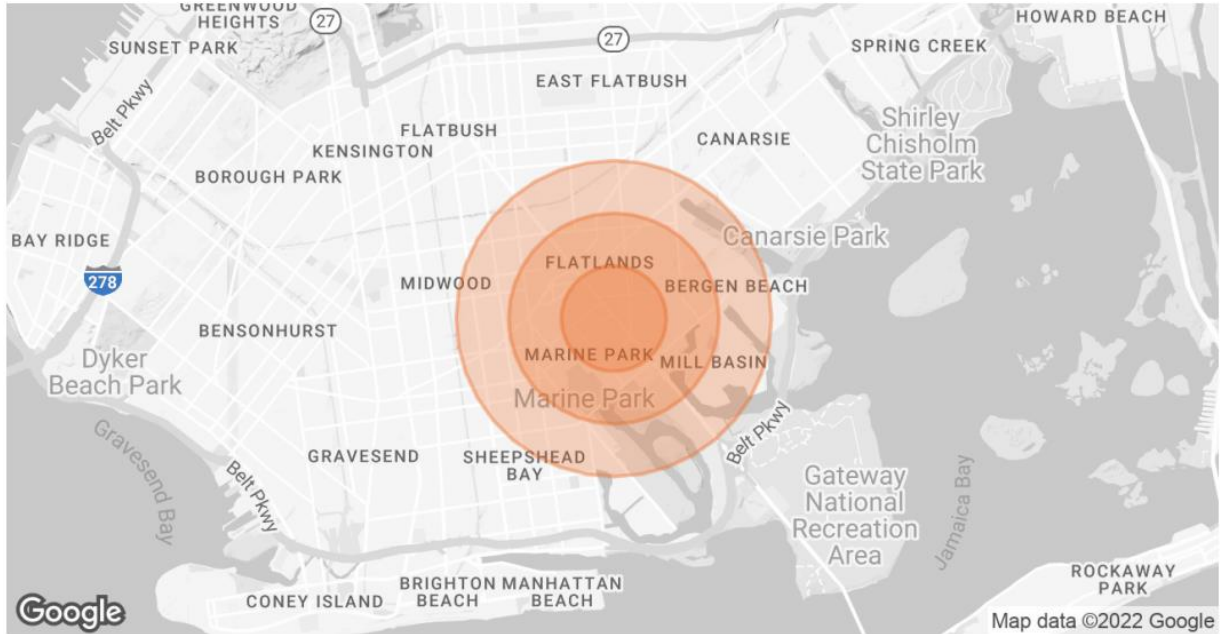 GREENWOOD
HEIGHTS
27
HOWARD BEACH
SUNSET PARK
27
SPRING CREEK
EAST FLATBUSH
Belt Pkwy
Shirley
Chisholm
State Park
FLATBUSH
CANARSIE
KENSINGTON
BOROUGH PARK
BAY RIDGE
Canarsie Park
FLATLANDS
278
MIDWOOD
BERGEN BEACH
BENSONHURST
Dyker
Beach Park
MARINE PARK
MILL BASIN
Marine Park
Gravesend Bay
GRAVESEND
SHEEPSHEAD
BAY
Belt Pkwy
Belt Pkwy
Gateway
National
Recreation
Area
Jamaica Bay
ROCKAWAY
PARK
BRIGHTON
BEACH
MANHATTAN
BEACH
CONEY ISLAND
Google
Map data ©2022 Google